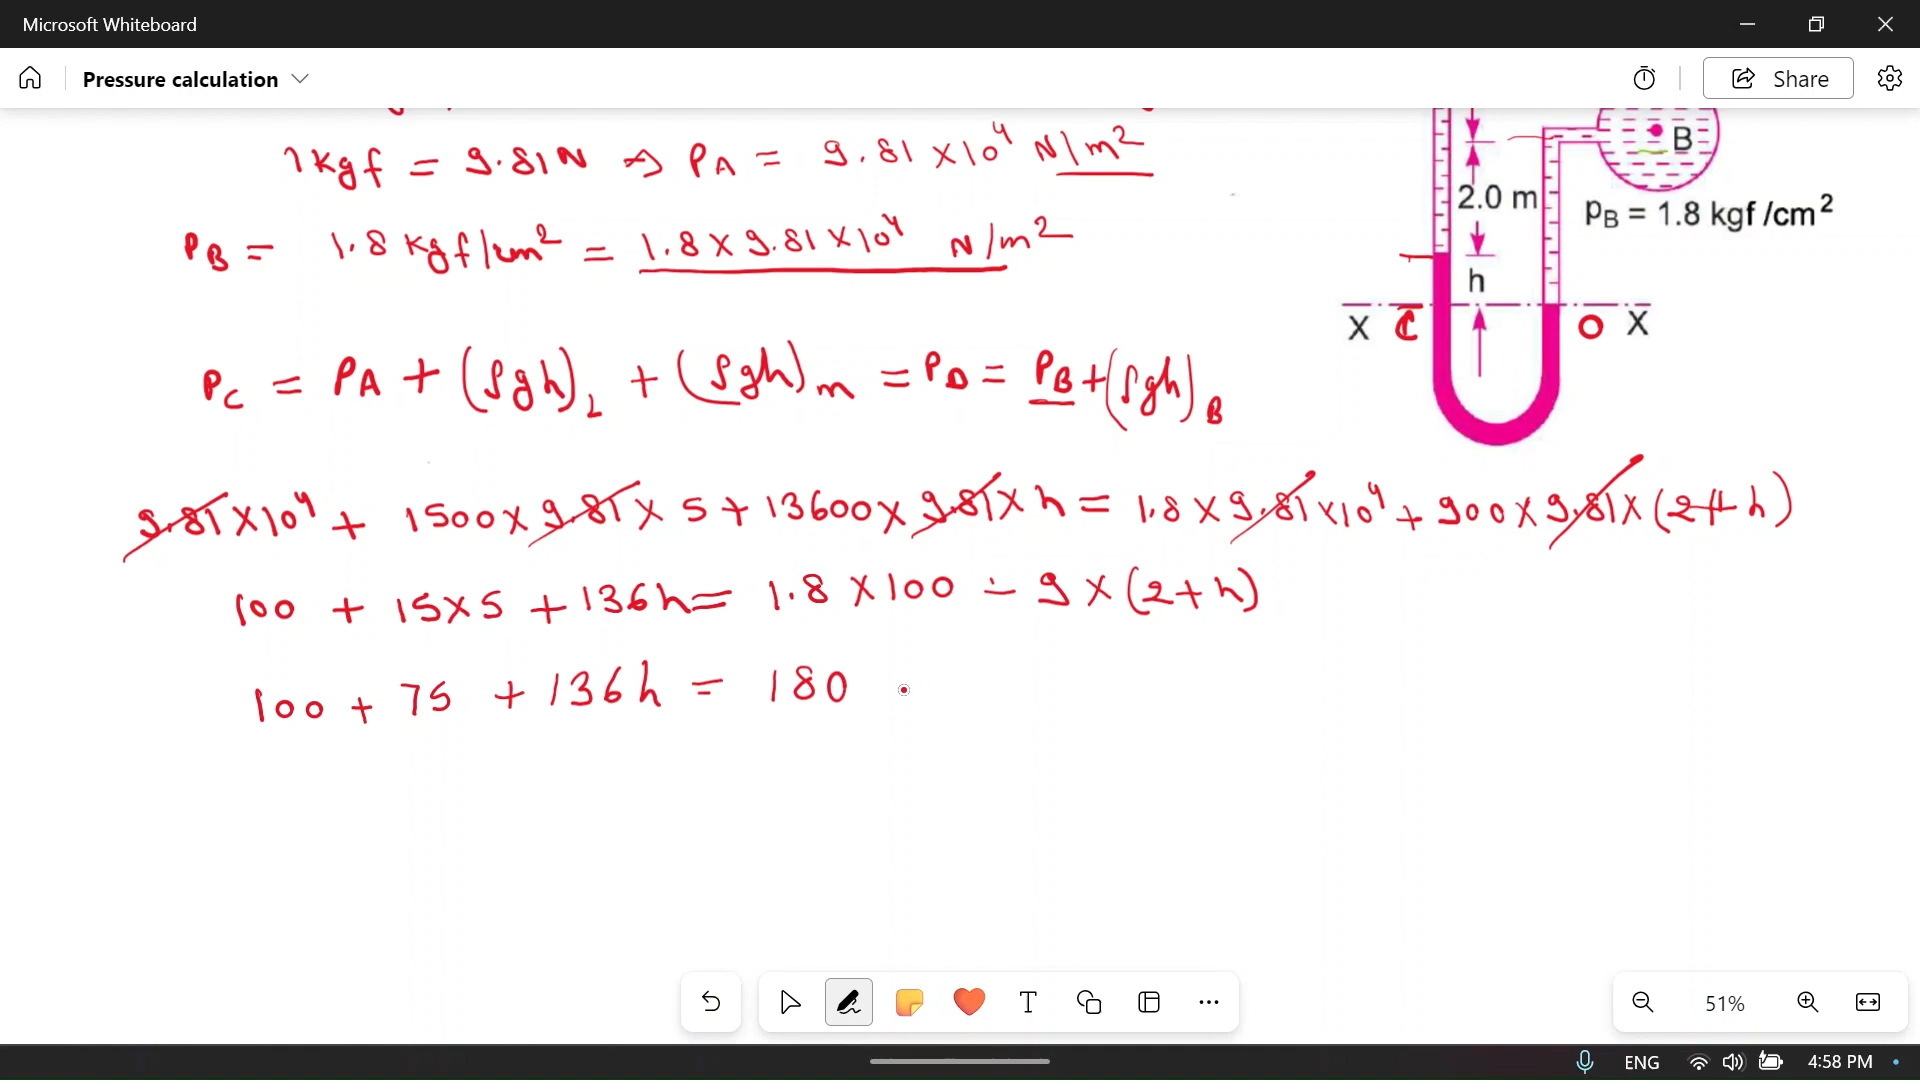 Microsoft Whiteboard
Pressure calculation
Share
1kgf = 9.81N ⇒ PA = 9.81 × 10⁴ N/m²
B
2.0 m
PB = 1.8 kgf/cm² = 1.8 × 9.81 × 10⁴ N/m²
pB = 1.8 kgf /cm²
h
X C O X
PC = PA + (ρgh)₂ + (ρgh)m = PD = PB + (ρgh)B
9.81 × 10⁴ + 1500 × 9.81 × 5 + 13600 × 9.81 × h = 1.8 × 9.81 × 10⁴ + 900 × 9.81 × (2+h)
100 + 15×5 + 136h = 1.8 × 100 - 9 × (2+h)
100 + 75 + 136h = 180
T
51%
ENG
4:58 PM